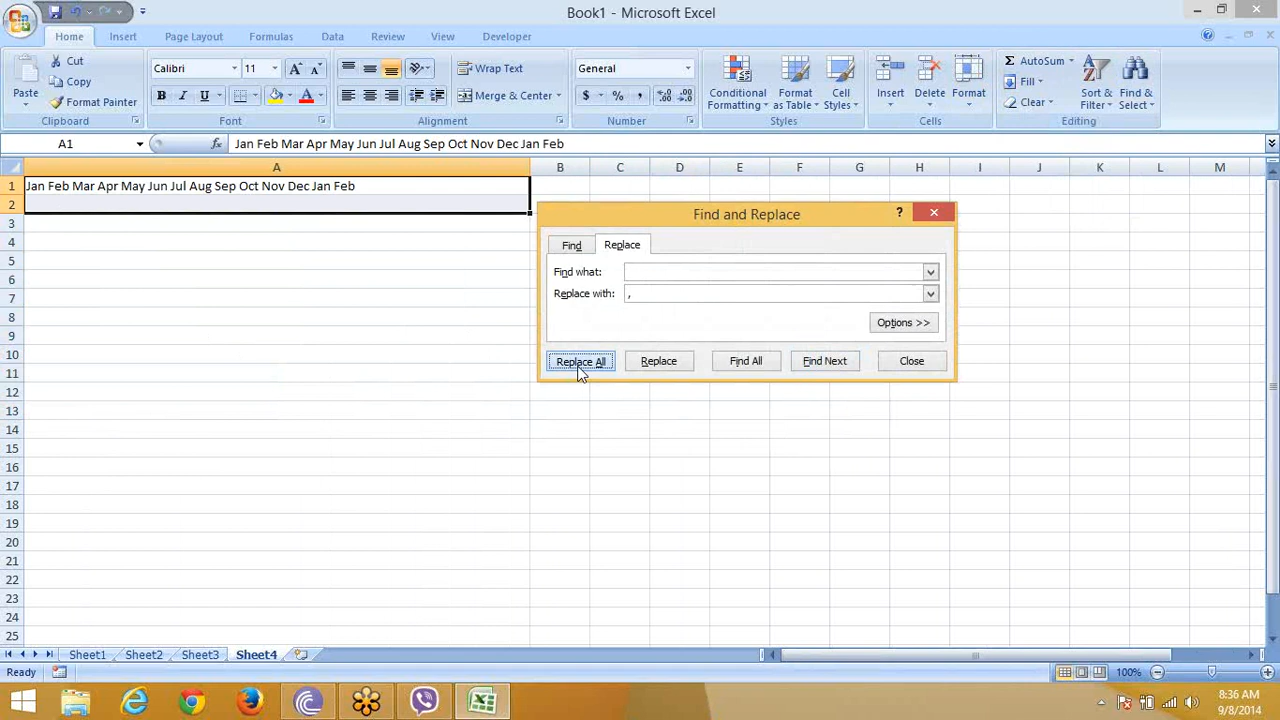 Book1 - Microsoft Excel
Home Insert Page Layout Formulas Data Review View Developer
Paste Cut Copy Format Painter
Clipboard
Calibri 11
B I U
Font
Wrap Text
Merge & Center
Alignment
General
$ % ,
Number
Conditional Formatting Format as Table Cell Styles
Styles
Insert Delete Format
Cells
Σ AutoSum
Fill
Clear
Sort & Filter Find & Select
Editing
A1 fx Jan Feb Mar Apr May Jun Jul Aug Sep Oct Nov Dec Jan Feb
A B C D E F G H I J K L M
1 Jan Feb Mar Apr May Jun Jul Aug Sep Oct Nov Dec Jan Feb
2
3
4
5
6
7
8
9
10
11
12
13
14
15
16
17
18
19
20
21
22
23
24
25
Find and Replace ?
Find Replace
Find what:
Replace with: ,
Options >>
Replace All Replace Find All Find Next Close
Sheet1 Sheet2 Sheet3 Sheet4
Ready 100%
8:36 AM
9/8/2014